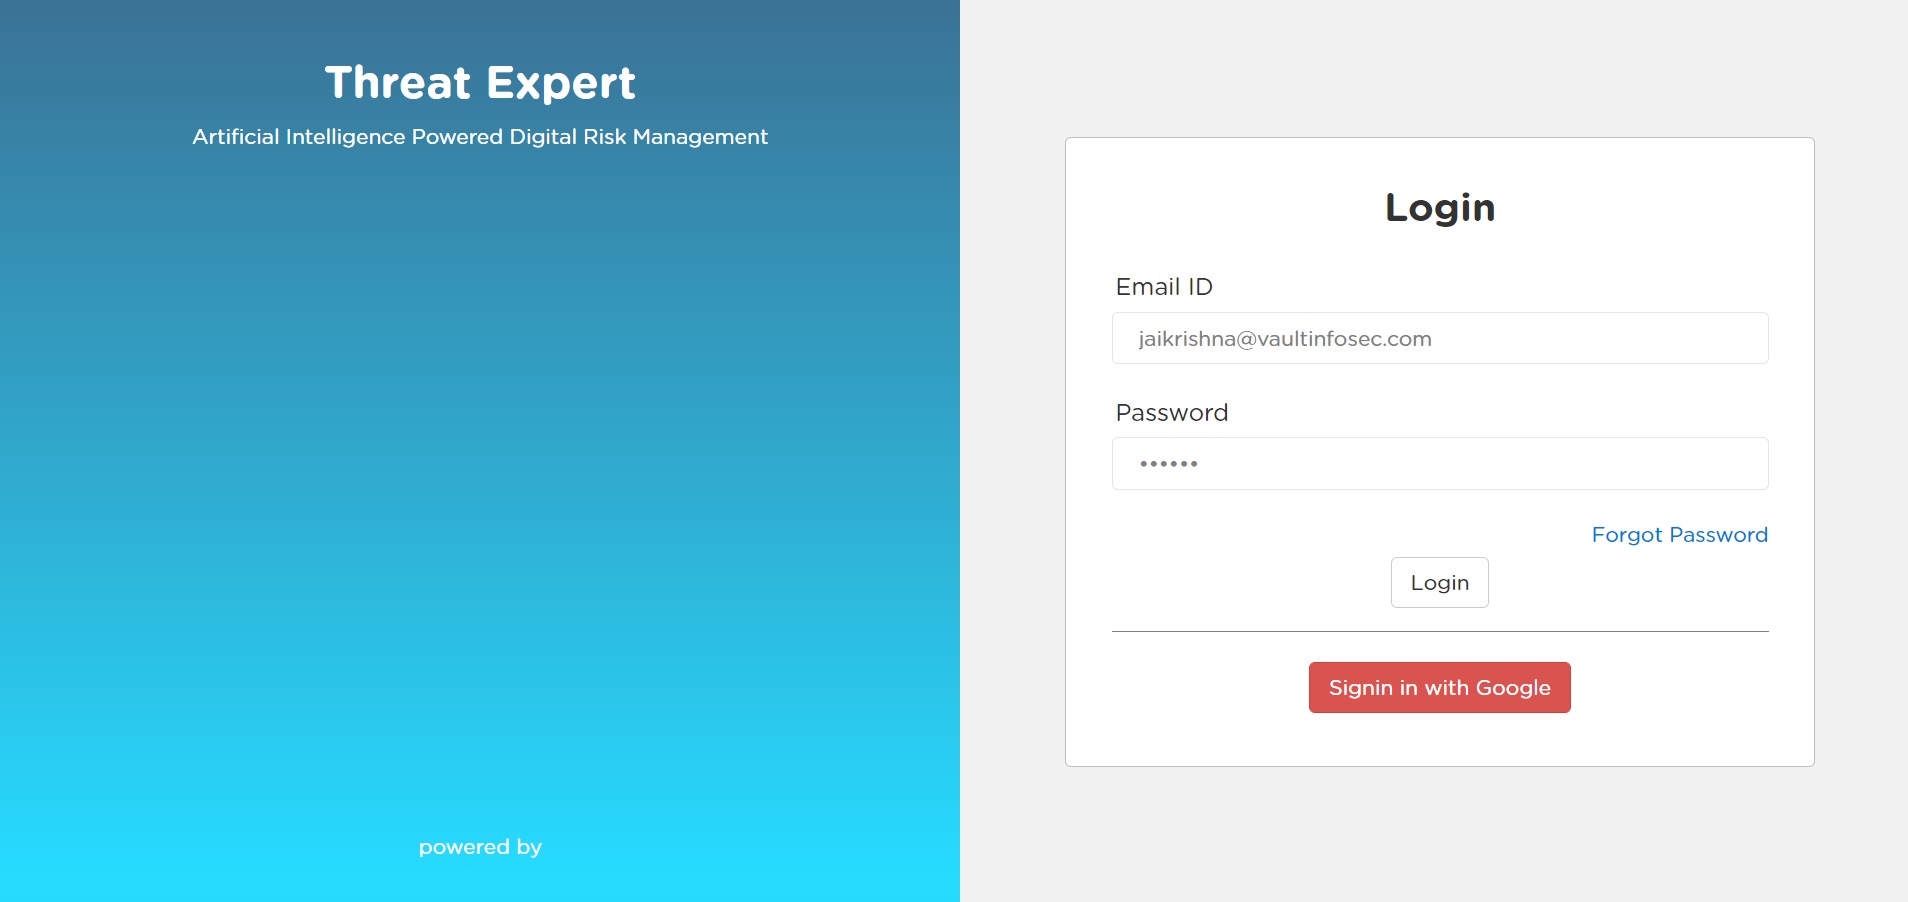 Threat Expert
Artificial Intelligence Powered Digital Risk Management
powered by
Login
Email ID
jaikrishna@vaultinfosec.com
Password
••••••
Forgot Password
Login
Signin in with Google